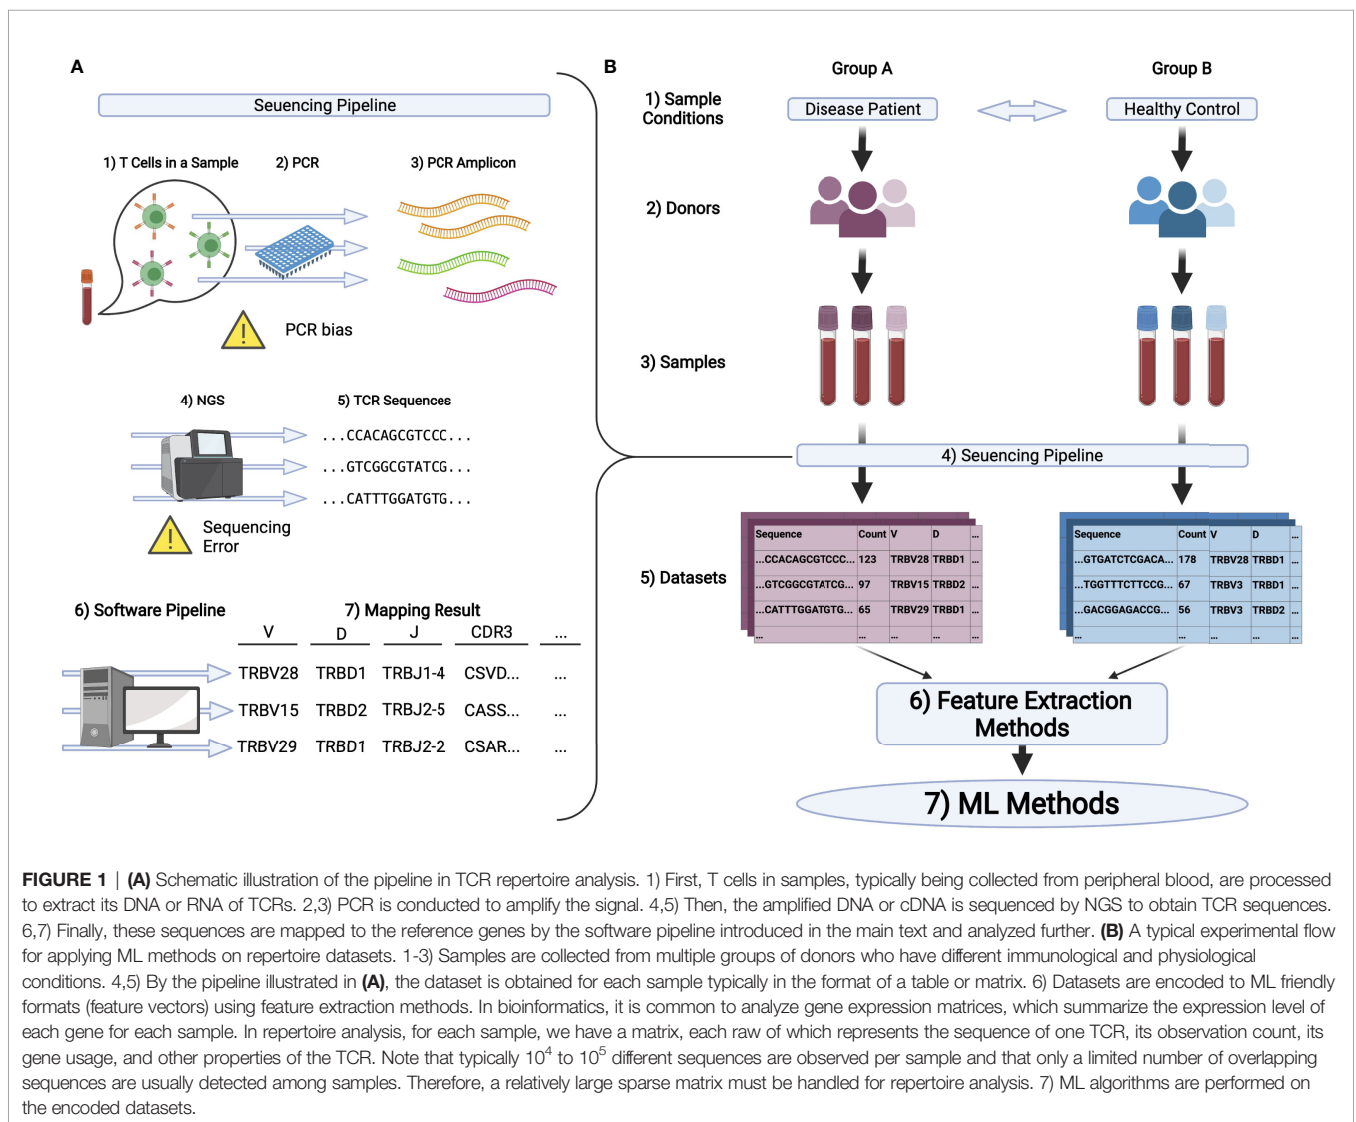 A
Seuencing Pipeline
1) T Cells in a Sample
2) PCR
3) PCR Amplicon
PCR bias
4) NGS
5) TCR Sequences
...CCACAGCGTCCC...
...GTCGGCGTATCG...
...CATTTGGATGTG...
Sequencing
Error
6) Software Pipeline
7) Mapping Result
V D J CDR3 ...
TRBV28 TRBD1 TRBJ1-4 CSVD... ...
TRBV15 TRBD2 TRBJ2-5 CASS... ...
TRBV29 TRBD1 TRBJ2-2 CSAR... ...
B
Group A
Group B
1) Sample
Conditions
Disease Patient
Healthy Control
2) Donors
3) Samples
4) Seuencing Pipeline
5) Datasets
Sequence Count V D ...
...CCACAGCGTCCC... 123 TRBV28 TRBD1 ...
...GTCGGCGTATCG... 97 TRBV15 TRBD2 ...
...CATTTGGATGTG... 65 TRBV29 TRBD1 ...
... ... ... ... ...
Sequence Count V D ...
...GTGATCTCGACA... 178 TRBV28 TRBD1 ...
...TGGTTTCTTCCG... 67 TRBV3 TRBD1 ...
...GACGGAGACCG... 56 TRBV3 TRBD2 ...
... ... ... ... ...
6) Feature Extraction
Methods
7) ML Methods
FIGURE 1 | (A) Schematic illustration of the pipeline in TCR repertoire analysis. 1) First, T cells in samples, typically being collected from peripheral blood, are processed
to extract its DNA or RNA of TCRs. 2,3) PCR is conducted to amplify the signal. 4,5) Then, the amplified DNA or cDNA is sequenced by NGS to obtain TCR sequences.
6,7) Finally, these sequences are mapped to the reference genes by the software pipeline introduced in the main text and analyzed further. (B) A typical experimental flow
for applying ML methods on repertoire datasets. 1-3) Samples are collected from multiple groups of donors who have different immunological and physiological
conditions. 4,5) By the pipeline illustrated in (A), the dataset is obtained for each sample typically in the format of a table or matrix. 6) Datasets are encoded to ML friendly
formats (feature vectors) using feature extraction methods. In bioinformatics, it is common to analyze gene expression matrices, which summarize the expression level of
each gene for each sample. In repertoire analysis, for each sample, we have a matrix, each raw of which represents the sequence of one TCR, its observation count, its
gene usage, and other properties of the TCR. Note that typically 10⁴ to 10⁵ different sequences are observed per sample and that only a limited number of overlapping
sequences are usually detected among samples. Therefore, a relatively large sparse matrix must be handled for repertoire analysis. 7) ML algorithms are performed on
the encoded datasets.